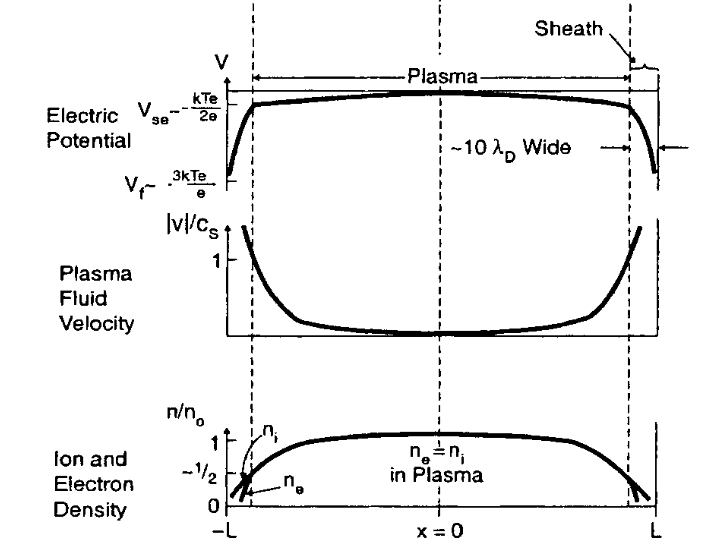 Sheath
V
Plasma
Electric
Potential
V_se ~ - kTe/2e
~10 λ_D Wide
V_f ~ - 3kTe/e
|v|/c_s
1
Plasma
Fluid
Velocity
n/n_o
n_i
1
Ion and
Electron
Density
~1/2
n_e
n_e = n_i
in Plasma
0
-L
x = 0
L